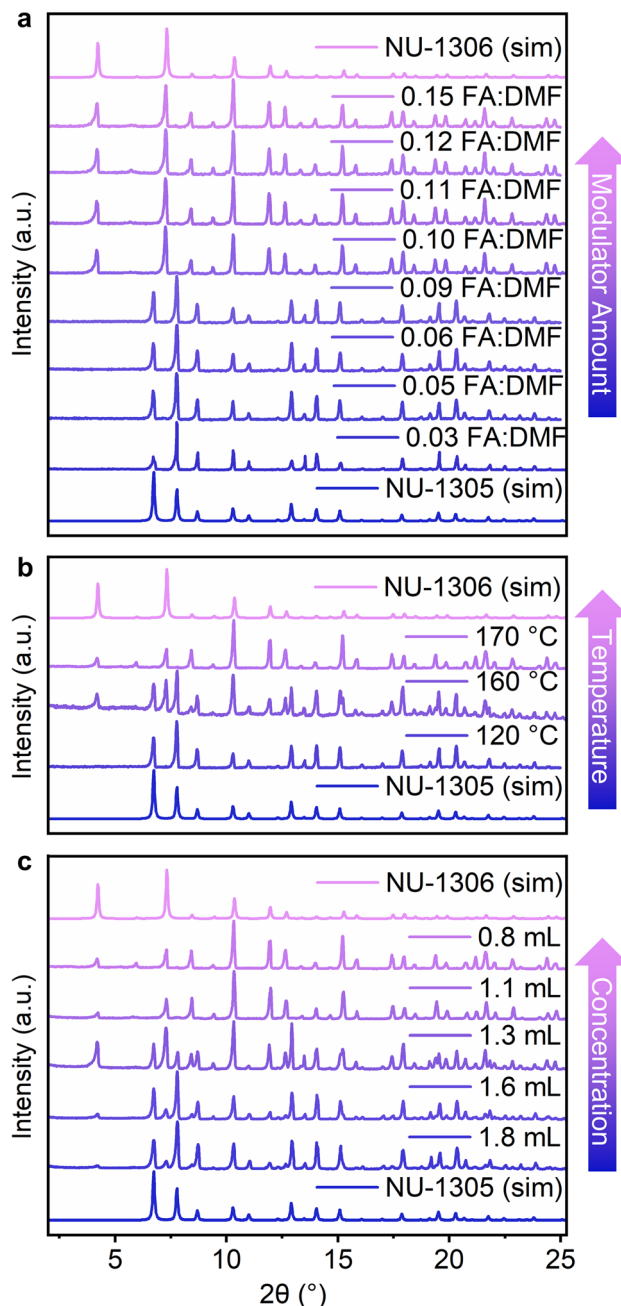 a
NU-1306 (sim)
0.15 FA:DMF
0.12 FA:DMF
0.11 FA:DMF
0.10 FA:DMF
0.09 FA:DMF
0.06 FA:DMF
0.05 FA:DMF
0.03 FA:DMF
NU-1305 (sim)
Intensity (a.u.)
Modulator Amount
b
NU-1306 (sim)
170 °C
160 °C
120 °C
NU-1305 (sim)
Intensity (a.u.)
Temperature
c
NU-1306 (sim)
0.8 mL
1.1 mL
1.3 mL
1.6 mL
1.8 mL
NU-1305 (sim)
Intensity (a.u.)
Concentration
5 10 15 20 25
2θ (°)